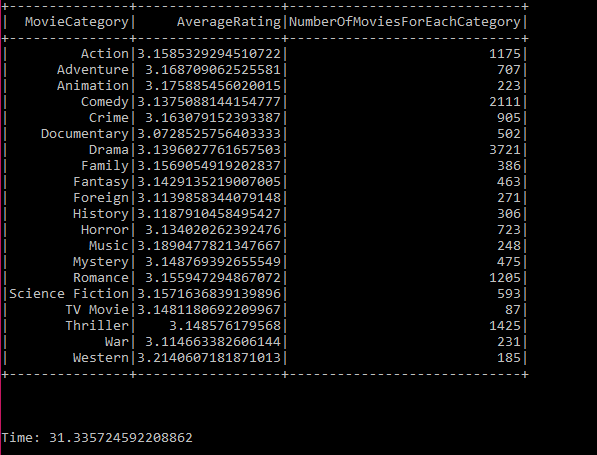 +---------------+------------------+-----------------------------+
|  MovieCategory|     AverageRating|NumberOfMoviesForEachCategory|
+---------------+------------------+-----------------------------+
|         Action|3.1585329294510722|                         1175|
|      Adventure| 3.168709062525581|                          707|
|      Animation| 3.175885456020015|                          223|
|         Comedy|3.1375088144154777|                         2111|
|          Crime| 3.163079152393387|                          905|
|    Documentary|3.0728525756403333|                          502|
|          Drama|3.1396027761657503|                         3721|
|         Family|3.1569054919202837|                          386|
|        Fantasy|3.1429135219007005|                          463|
|        Foreign|3.1139858344079148|                          271|
|        History|3.1187910458495427|                          306|
|         Horror| 3.134020262392476|                          723|
|          Music|3.1890477821347667|                          248|
|        Mystery| 3.148769392655549|                          475|
|        Romance| 3.155947294867072|                         1205|
|Science Fiction|3.1571636839139896|                          593|
|       TV Movie|3.1481180692209967|                           87|
|       Thriller|    3.148576179568|                         1425|
|            War| 3.114663382606144|                          231|
|        Western|3.2140607181871013|                          185|
+---------------+------------------+-----------------------------+
Time: 31.335724592208862